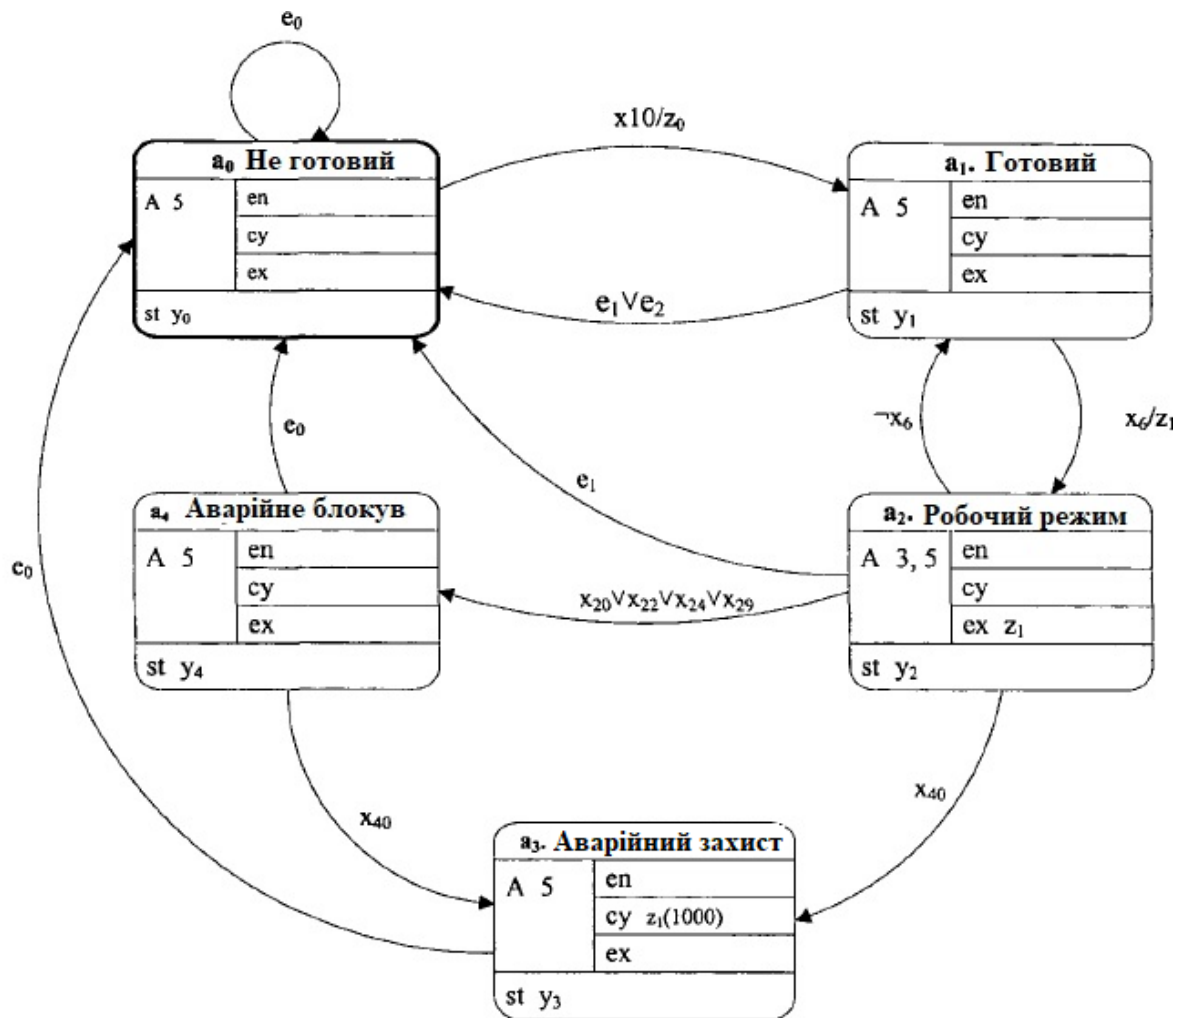 e₀
x10/z₀
a₀ Не готовий
A 5
en
cy
ex
st y₀
a₁. Готовий
A 5
en
cy
ex
st y₁
e₁∨e₂
e₀
¬x₆
x₆/z₁
e₁
a₄ Аварійне блокув
A 5
en
cy
ex
st y₄
a₂. Робочий режим
A 3, 5
en
cy
ex z₁
st y₂
e₀
x₂₀∨x₂₂∨x₂₄∨x₂₉
x₄₀
x₄₀
a₃. Аварійний захист
A 5
en
cy z₁(1000)
ex
st y₃